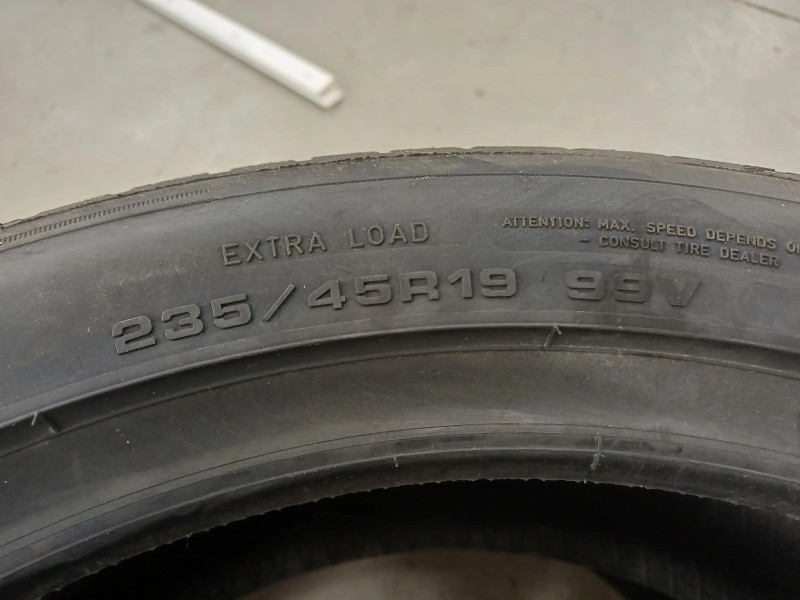 EXTRA LOAD
ATTENTION: MAX. SPEED DEPENDS
- CONSULT TIRE DEALER
235/45R19 99V